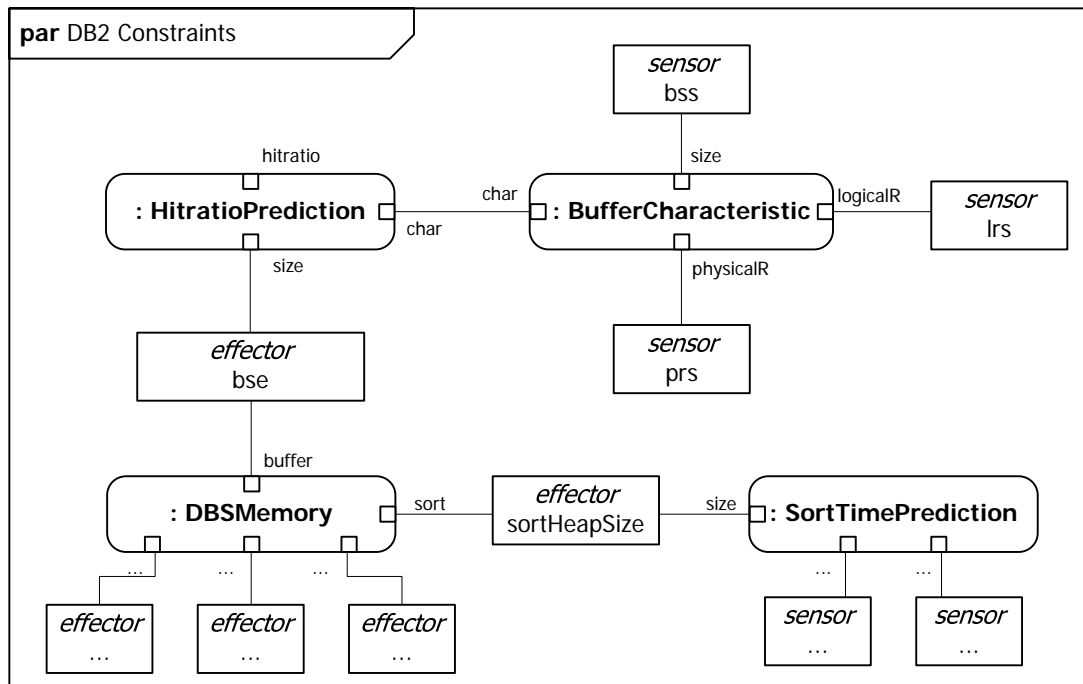 par DB2 Constraints
sensor
bss
hitratio
size
: HitratioPrediction
char
char
: BufferCharacteristic
logicalR
sensor
lrs
size
physicalR
effector
bse
sensor
prs
buffer
: DBSMemory
sort
effector
sortHeapSize
size
: SortTimePrediction
...
...
...
...
...
effector
...
effector
...
effector
...
sensor
...
sensor
...